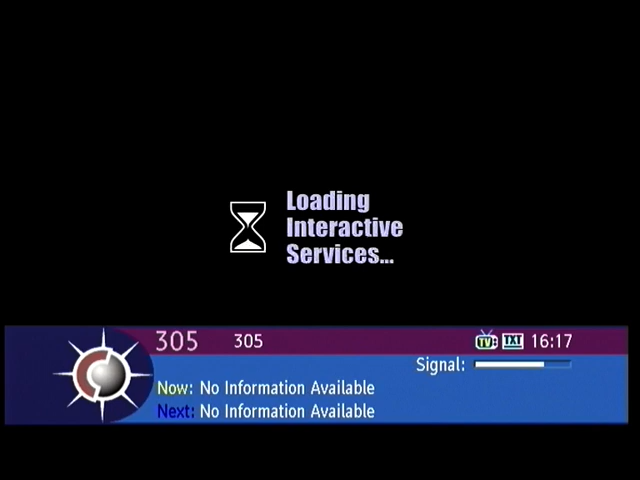 Loading
Interactive
Services...
305 305 TV TXT 16:17
Signal:
Now: No Information Available
Next: No Information Available